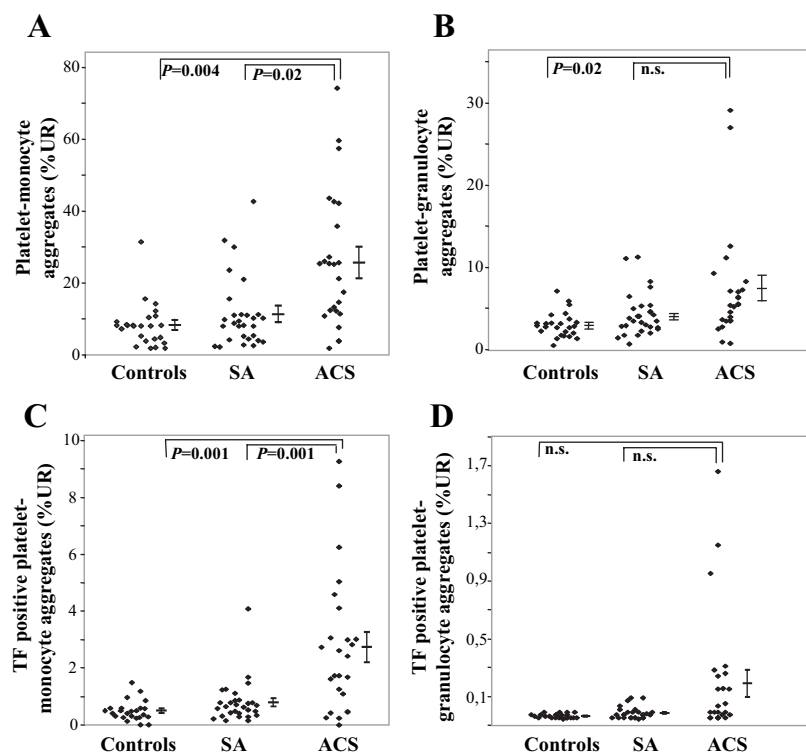 A
Platelet-monocyte
aggregates (%UR)
80
60
40
20
0
P=0.004
P=0.02
Controls
SA
ACS
B
Platelet-granulocyte
aggregates (%UR)
30
20
10
0
P=0.02
n.s.
Controls
SA
ACS
C
TF positive platelet-
monocyte aggregates (%UR)
10
8
6
4
2
0
P=0.001
P=0.001
Controls
SA
ACS
D
TF positive platelet-
granulocyte aggregates (%UR)
1,7
1,3
0,9
0,5
0,1
n.s.
n.s.
Controls
SA
ACS